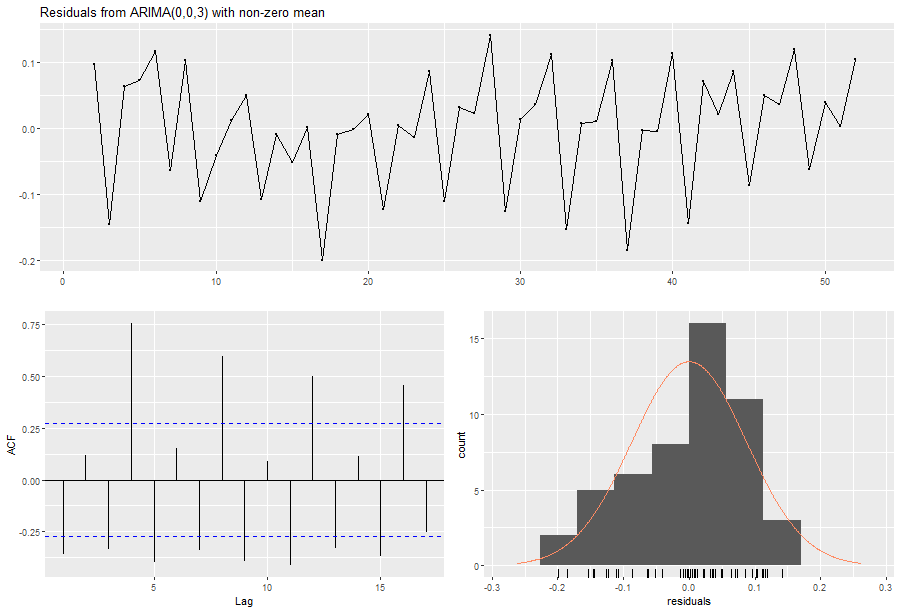 Residuals from ARIMA(0,0,3) with non-zero mean
0.1
0.0
-0.1
-0.2
0 10 20 30 40 50
0.75
0.50
0.25
0.00
-0.25
ACF
5 10 15
Lag
15
10
5
0
count
-0.3 -0.2 -0.1 0.0 0.1 0.2 0.3
residuals